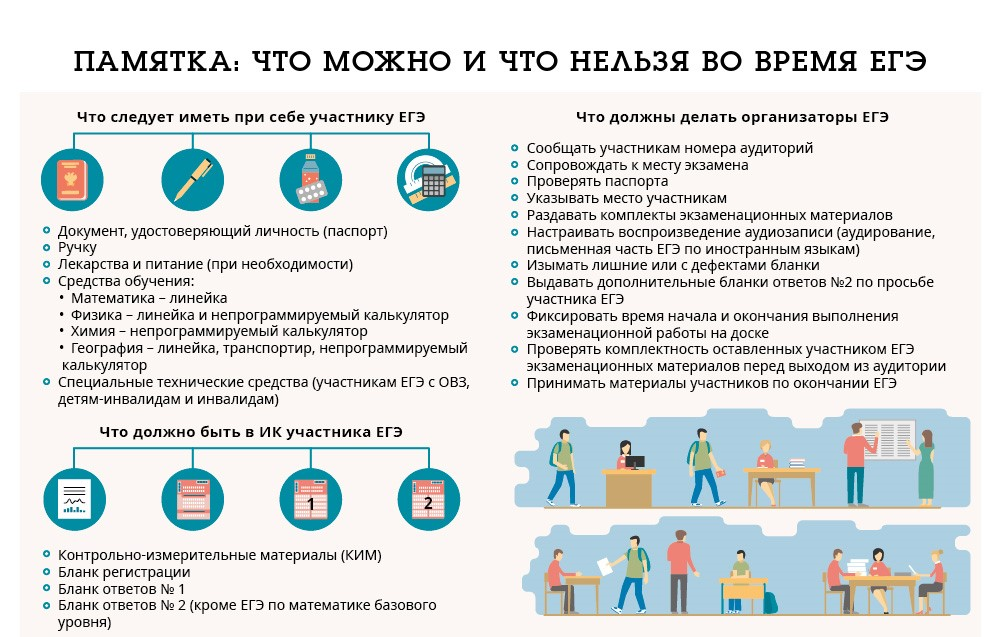 ПАМЯТКА: ЧТО МОЖНО И ЧТО НЕЛЬЗЯ ВО ВРЕМЯ ЕГЭ
Что следует иметь при себе участнику ЕГЭ
Документ, удостоверяющий личность (паспорт)
Ручку
Лекарства и питание (при необходимости)
Средства обучения:
• Математика – линейка
• Физика – линейка и непрограммируемый калькулятор
• Химия – непрограммируемый калькулятор
• География – линейка, транспортир, непрограммируемый
калькулятор
Специальные технические средства (участникам ЕГЭ с ОВЗ,
детям-инвалидам и инвалидам)
Что должно быть в ИК участника ЕГЭ
1
2
Контрольно-измерительные материалы (КИМ)
Бланк регистрации
Бланк ответов № 1
Бланк ответов № 2 (кроме ЕГЭ по математике базового
уровня)
Что должны делать организаторы ЕГЭ
Сообщать участникам номера аудиторий
Сопровождать к месту экзамена
Проверять паспорта
Указывать место участникам
Раздавать комплекты экзаменационных материалов
Настраивать воспроизведение аудиозаписи (аудирование,
письменная часть ЕГЭ по иностранным языкам)
Изымать лишние или с дефектами бланки
Выдавать дополнительные бланки ответов №2 по просьбе
участника ЕГЭ
Фиксировать время начала и окончания выполнения
экзаменационной работы на доске
Проверять комплектность оставленных участником ЕГЭ
экзаменационных материалов перед выходом из аудитории
Принимать материалы участников по окончании ЕГЭ